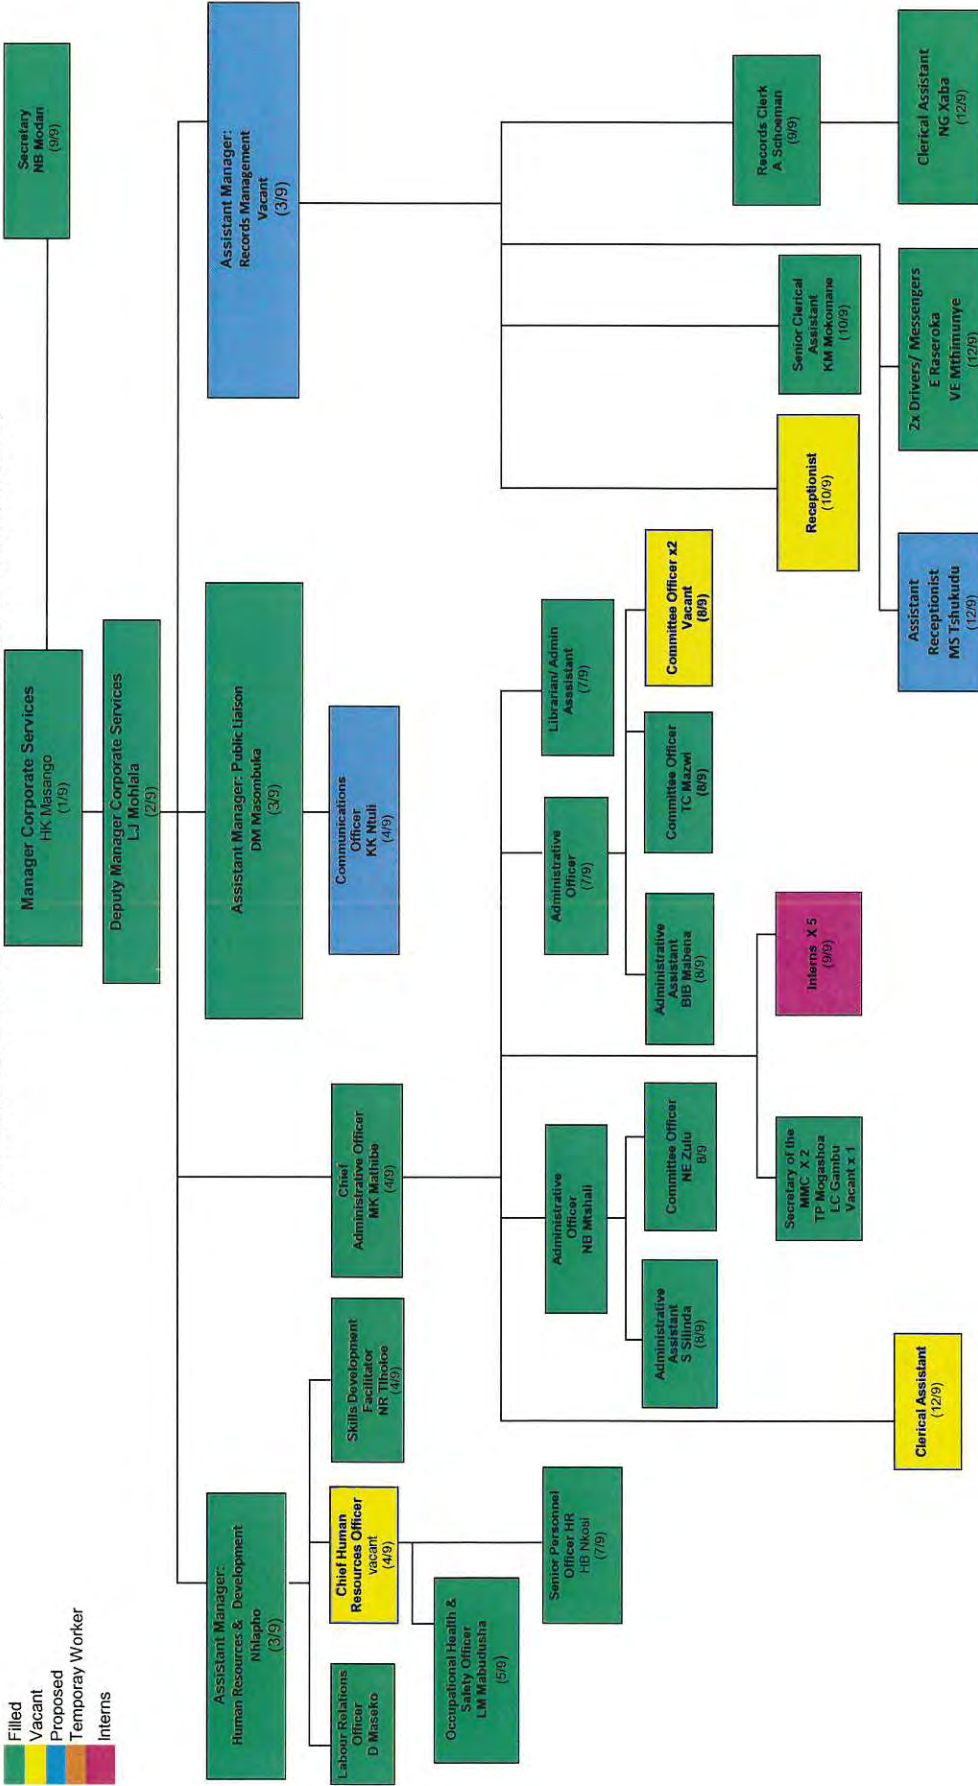 Filled
Vacant
Proposed
Temporay Worker
Interns
Manager Corporate Services
HK Masango
(1/9)
Secretary
NB Modan
(9/9)
Deputy Manager Corporate Services
LJ Mohlala
(2/9)
Assistant Manager:
Human Resources & Development
Nhlapho
(3/9)
Assistant Manager: Public Liaison
DM Masombuka
(3/9)
Assistant Manager:
Records Management
Vacant
(3/9)
Labour Relations
Officer
D Maseko
Chief Human
Resources Officer
vacant
(4/9)
Skills Development
Facilitator
NR Tlholoe
(4/9)
Chief
Administrative Officer
MK Mathibe
(4/9)
Communications
Officer
KK Ntuli
(4/9)
Occupational Health &
Safety Officer
LM Mabudusha
(5/9)
Senior Personnel
Officer HR
HB Nkosi
(7/9)
Administrative
Officer
NB Mtshali
Administrative
Officer
(7/9)
Librarian/ Admin
Asssistant
(7/9)
Administrative
Assistant
S Silinda
(8/9)
Committee Officer
NE Zulu
8/9
Administrative
Assistant
BIB Mabena
(8/9)
Committee Officer
TC Mazwi
(8/9)
Committee Officer x2
Vacant
(8/9)
Secretary of the
MMC X 2
TP Mogashoa
LC Gambu
Vacant x 1
Interns X 5
(9/9)
Receptionist
(10/9)
Senior Clerical
Assistant
KM Mokomane
(10/9)
Records Clerk
A Schoeman
(9/9)
Clerical Assistant
(12/9)
Assistant
Receptionist
MS Tshukudu
(12/9)
2x Drivers/ Messengers
E Raseroka
VE Mthimunye
(12/9)
Clerical Assistant
NG Xaba
(12/9)